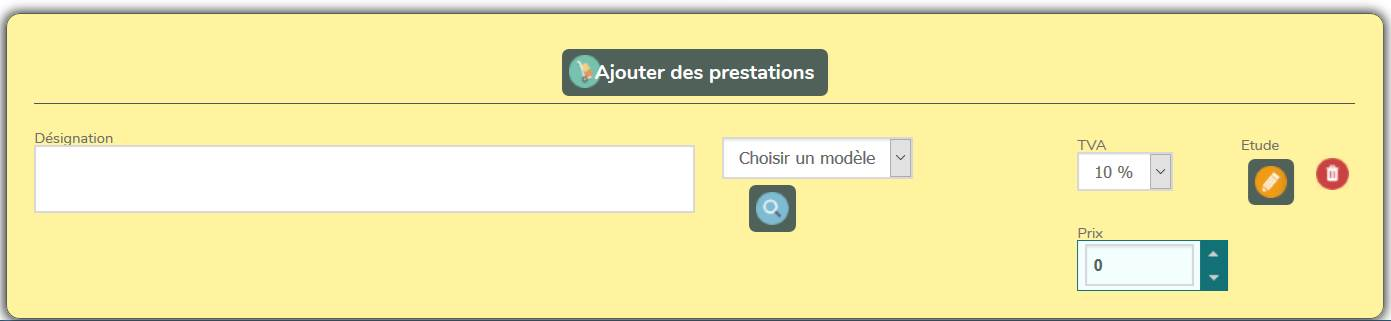 Ajouter des prestations
Désignation
Choisir un modèle
TVA
10 %
Etude
Prix
0